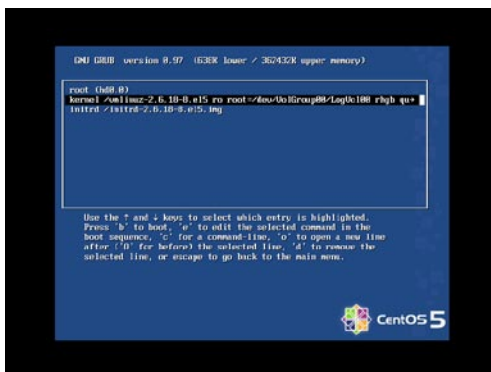 GNU GRUB version 0.97 (638K lower / 362432K upper memory)
root (hd0,0)
kernel /vmlinuz-2.6.18-8.el5 ro root=/dev/VolGroup00/LogVol00 rhgb qu→
initrd /initrd-2.6.18-8.el5.img
Use the ↑ and ↓ keys to select which entry is highlighted.
Press 'b' to boot, 'e' to edit the selected command in the
boot sequence, 'c' for a command-line, 'o' to open a new line
after ('O' for before) the selected line, 'd' to remove the
selected line, or escape to go back to the main menu.
CentOS 5